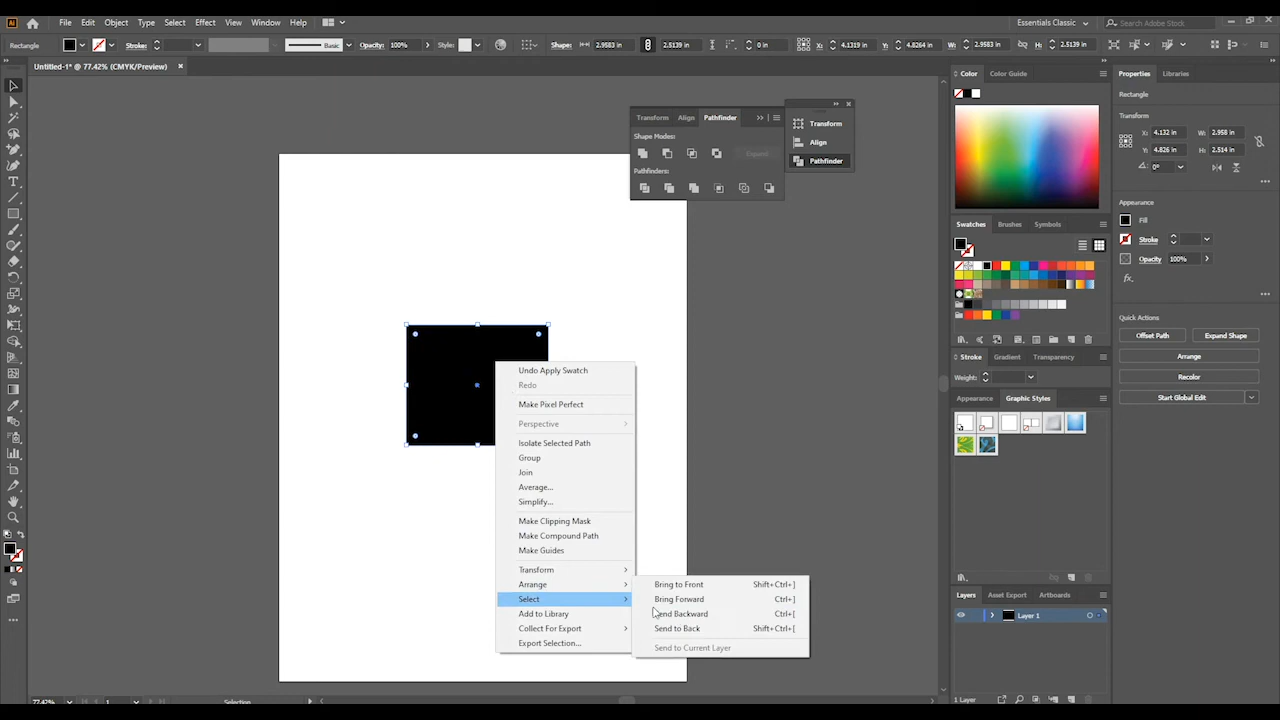 Ai File Edit Object Type Select Effect View Window Help Essentials Classic Search Adobe Stock
Rectangle Stroke: Basic Opacity: 100% Style: Shape: 2.9583 in 2.5139 in 0 in X: 4.1319 in Y: 4.8264 in W: 2.9583 in H: 2.5139 in
Untitled-1* @ 77.42% (CMYK/Preview)
Transform Align Pathfinder
Shape Modes:
Expand
Pathfinders:
Transform
Align
Pathfinder
Undo Apply Swatch
Redo
Make Pixel Perfect
Perspective
Isolate Selected Path
Group
Join
Average...
Simplify...
Make Clipping Mask
Make Compound Path
Make Guides
Transform
Arrange
Select
Add to Library
Collect For Export
Export Selection...
Bring to Front Shift+Ctrl+]
Bring Forward Ctrl+]
Send Backward Ctrl+[
Send to Back Shift+Ctrl+[
Send to Current Layer
Color Color Guide
Swatches Brushes Symbols
Stroke Gradient Transparency
Weight:
Appearance Graphic Styles
Layers Asset Export Artboards
Layer 1
1 Layer
Properties Libraries
Rectangle
Transform
X: 4.132 in W: 2.958 in
Y: 4.826 in H: 2.514 in
0°
Appearance
Fill
Stroke
Opacity 100%
fx.
Quick Actions
Offset Path Expand Shape
Arrange
Recolor
Start Global Edit
77.42% 1 Selection